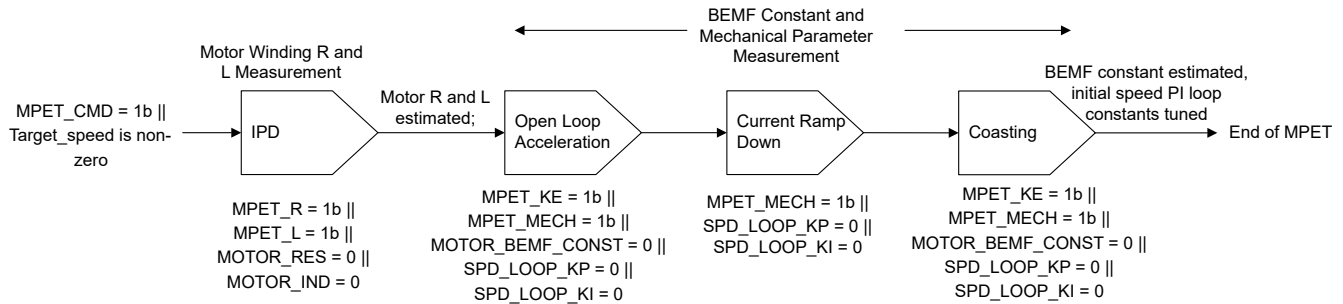 BEMF Constant and
Mechanical Parameter
Measurement
Motor Winding R and
L Measurement
MPET_CMD = 1b ||
Target_speed is non-
zero
IPD
Motor R and L
estimated;
Open Loop
Acceleration
Current Ramp
Down
Coasting
BEMF constant estimated,
initial speed PI loop
constants tuned
End of MPET
MPET_R = 1b ||
MPET_L = 1b ||
MOTOR_RES = 0 ||
MOTOR_IND = 0
MPET_KE = 1b ||
MPET_MECH = 1b ||
MOTOR_BEMF_CONST = 0 ||
SPD_LOOP_KP = 0 ||
SPD_LOOP_KI = 0
MPET_MECH = 1b ||
SPD_LOOP_KP = 0 ||
SPD_LOOP_KI = 0
MPET_KE = 1b ||
MPET_MECH = 1b ||
MOTOR_BEMF_CONST = 0 ||
SPD_LOOP_KP = 0 ||
SPD_LOOP_KI = 0